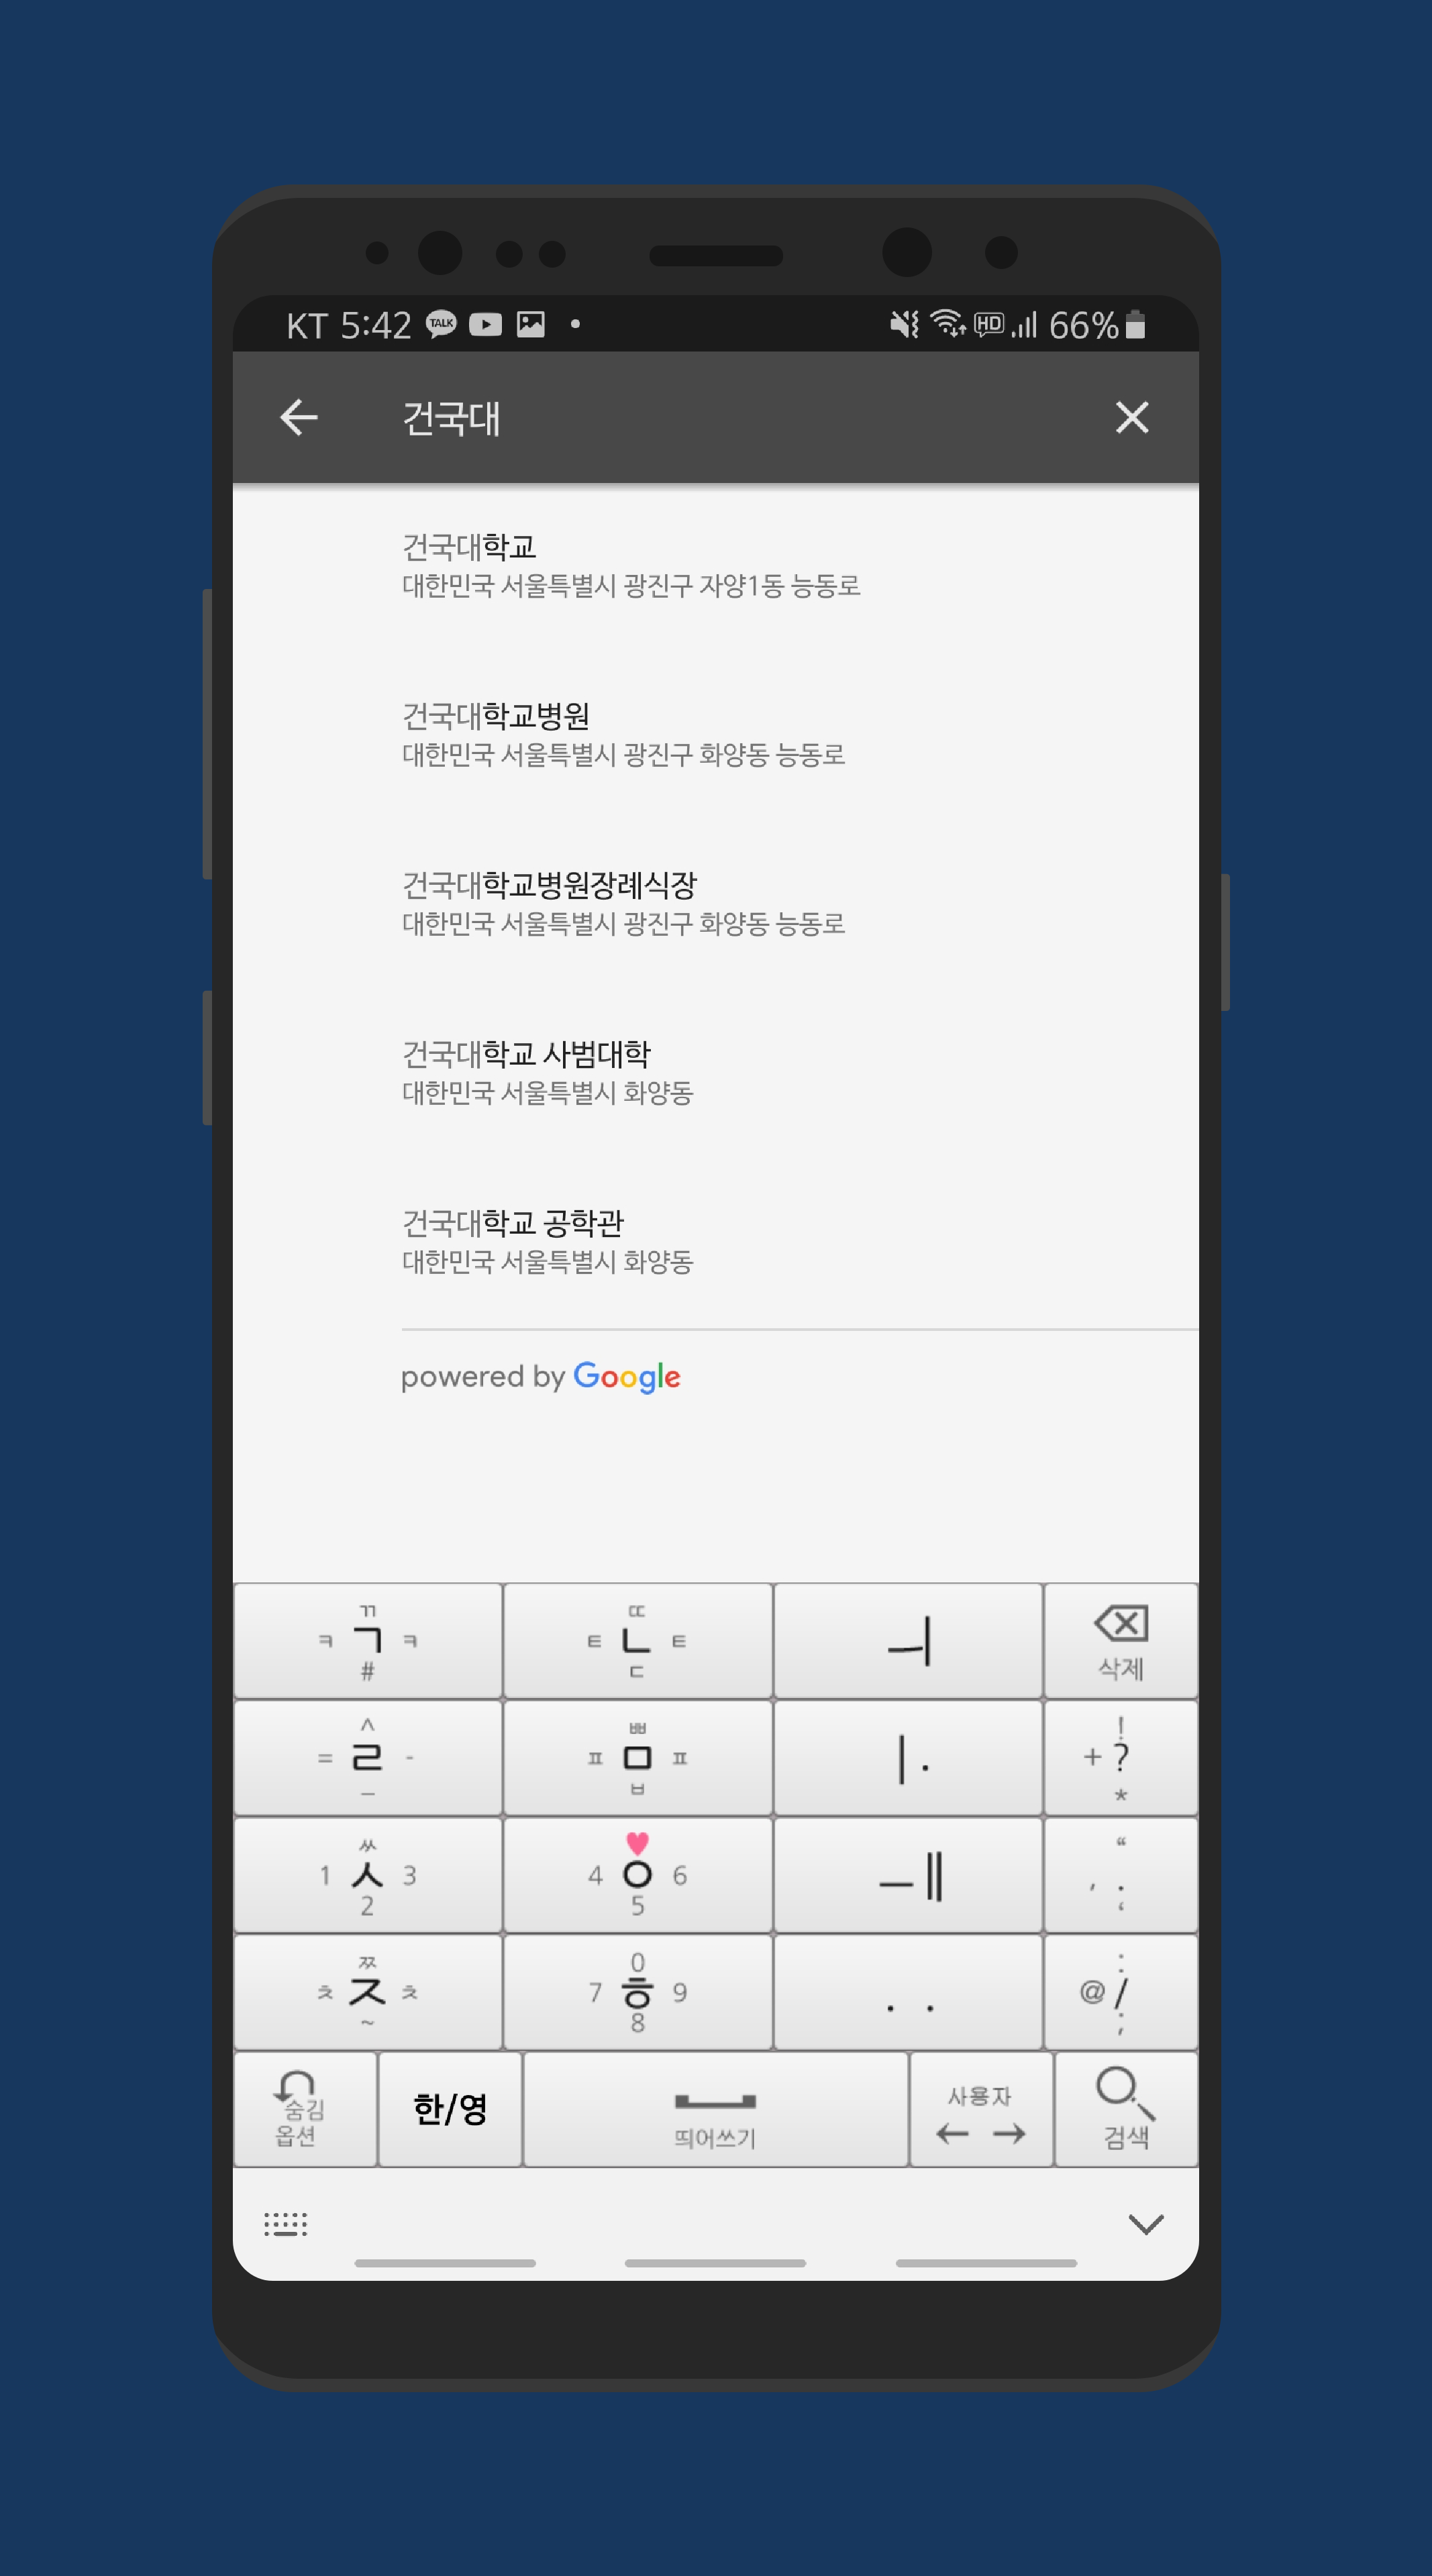 KT 5:42 TALK HD 66%
건국대
건국대학교
대한민국 서울특별시 광진구 자양1동 능동로
건국대학교병원
대한민국 서울특별시 광진구 화양동 능동로
건국대학교병원장례식장
대한민국 서울특별시 광진구 화양동 능동로
건국대학교 사범대학
대한민국 서울특별시 화양동
건국대학교 공학관
대한민국 서울특별시 화양동
powered by Google
ㄲ ㄸ
ㅋ ㄱ ㅋ ㅌ ㄴ ㅌ ㅡㅣ
# ㄷ 삭제
^ ㅃ !
= ㄹ - ㅍ ㅁ ㅍ ㅣ. + ?
_ ㅂ *
ㅆ ♥ “
1 ㅅ 3 4 ㅇ 6 ㅡ|| , .
2 5 ‘
ㅉ 0 :
ㅊ ㅈ ㅊ 7 ㅎ 9 . . @ /
~ 8 ;
숨김 한/영 사용자
옵션 띄어쓰기 ← → 검색